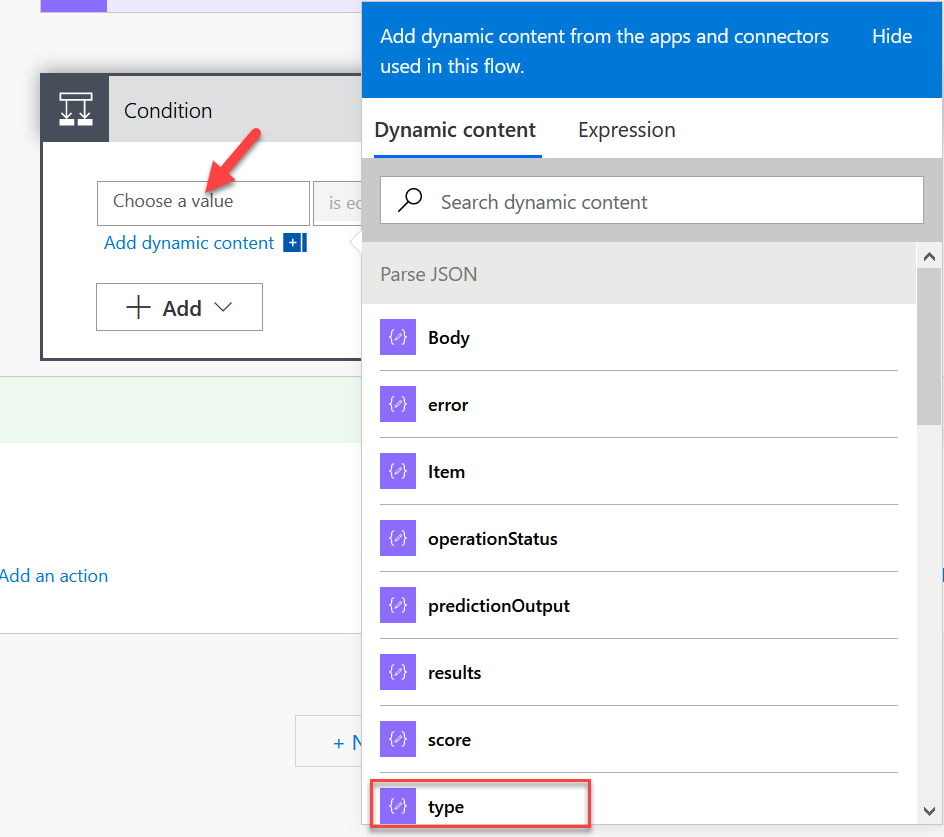 Add dynamic content from the apps and connectors
used in this flow.
Hide
Condition
Dynamic content
Expression
Choose a value
is
Search dynamic content
Add dynamic content
Parse JSON
Add
Body
error
Item
operationStatus
Add an action
predictionOutput
results
score
type